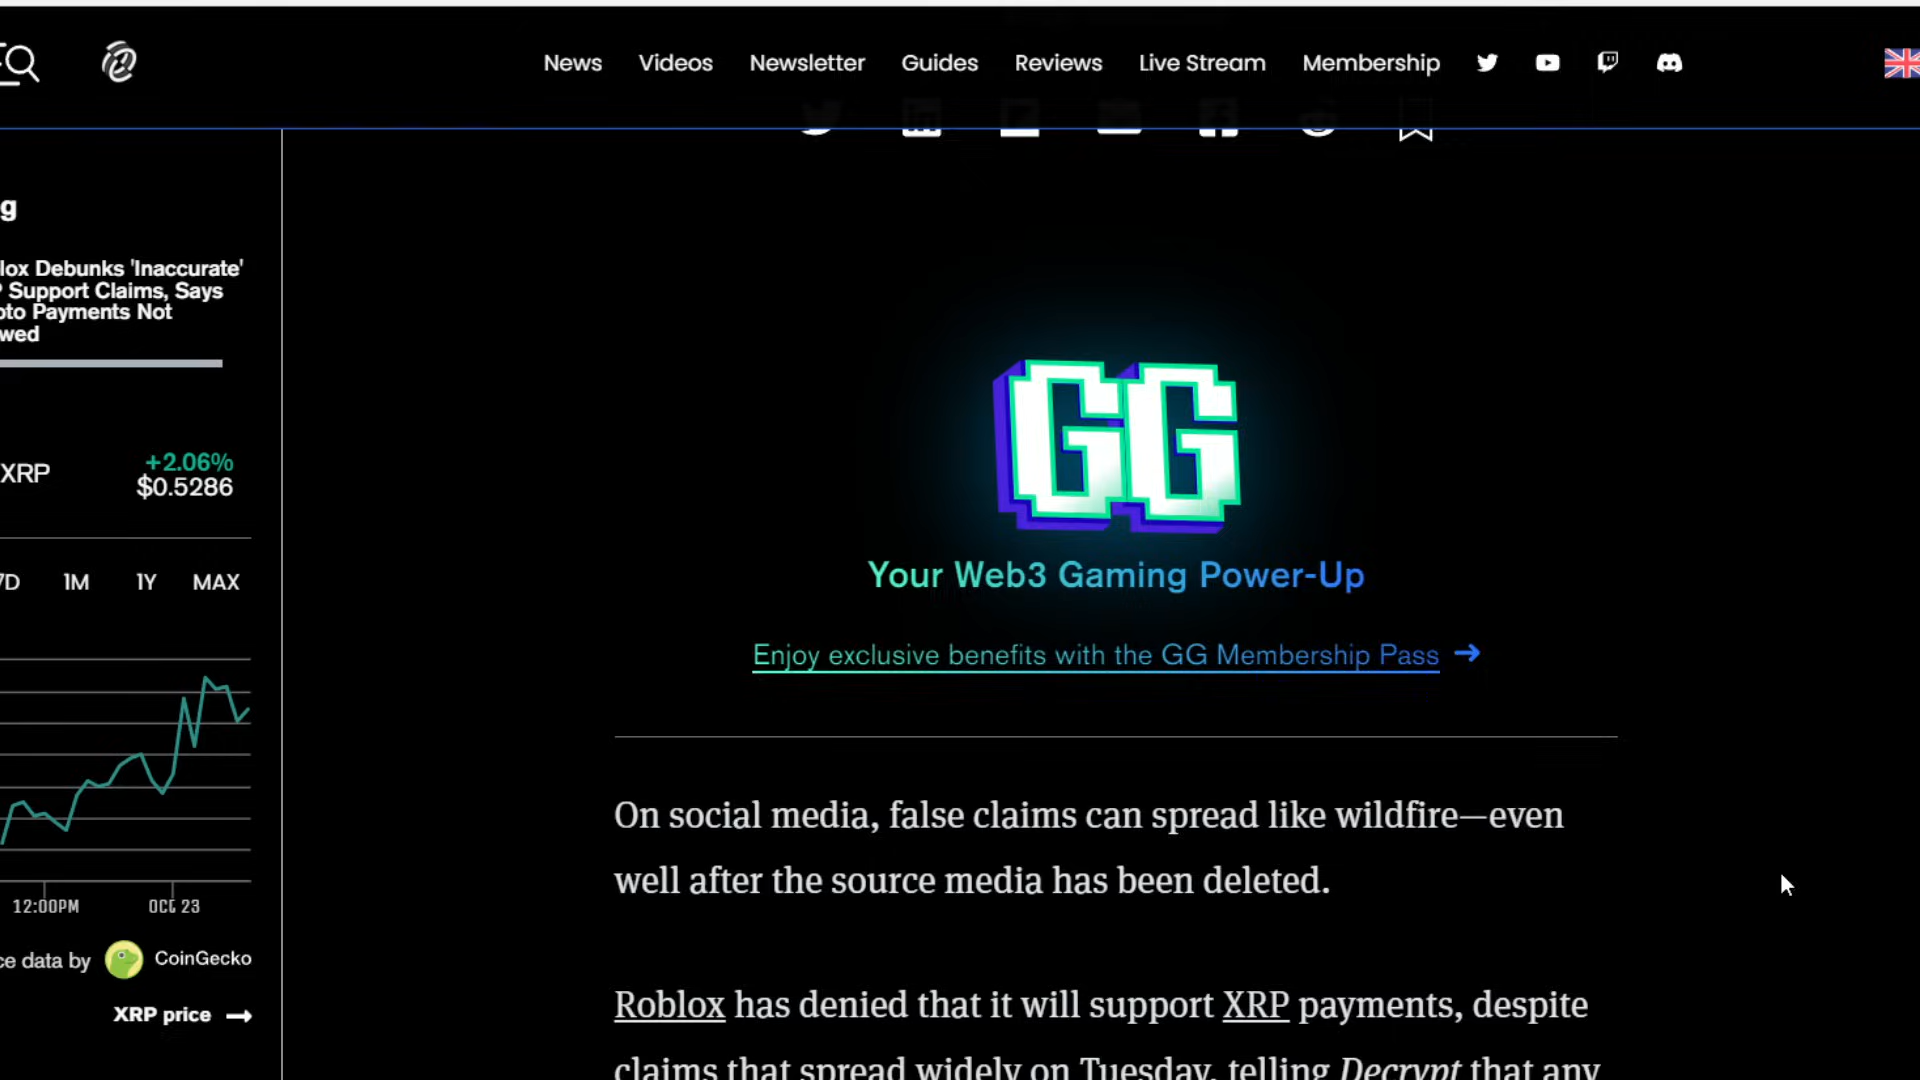 News Videos Newsletter Guides Reviews Live Stream Membership
g
lox Debunks 'Inaccurate'
Support Claims, Says
pto Payments Not
wed
XRP
+2.06%
$0.5286
7D 1M 1Y MAX
12:00PM OCT 23
ce data by CoinGecko
XRP price →
GG
Your Web3 Gaming Power-Up
Enjoy exclusive benefits with the GG Membership Pass →
On social media, false claims can spread like wildfire—even
well after the source media has been deleted.
Roblox has denied that it will support XRP payments, despite
claims that spread widely on Tuesday, telling Decrypt that any